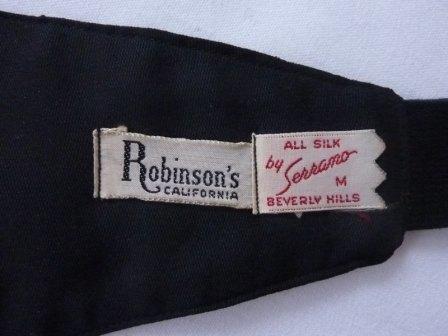 Robinson's
CALIFORNIA
ALL SILK
by Serrano
M
BEVERLY HILLS